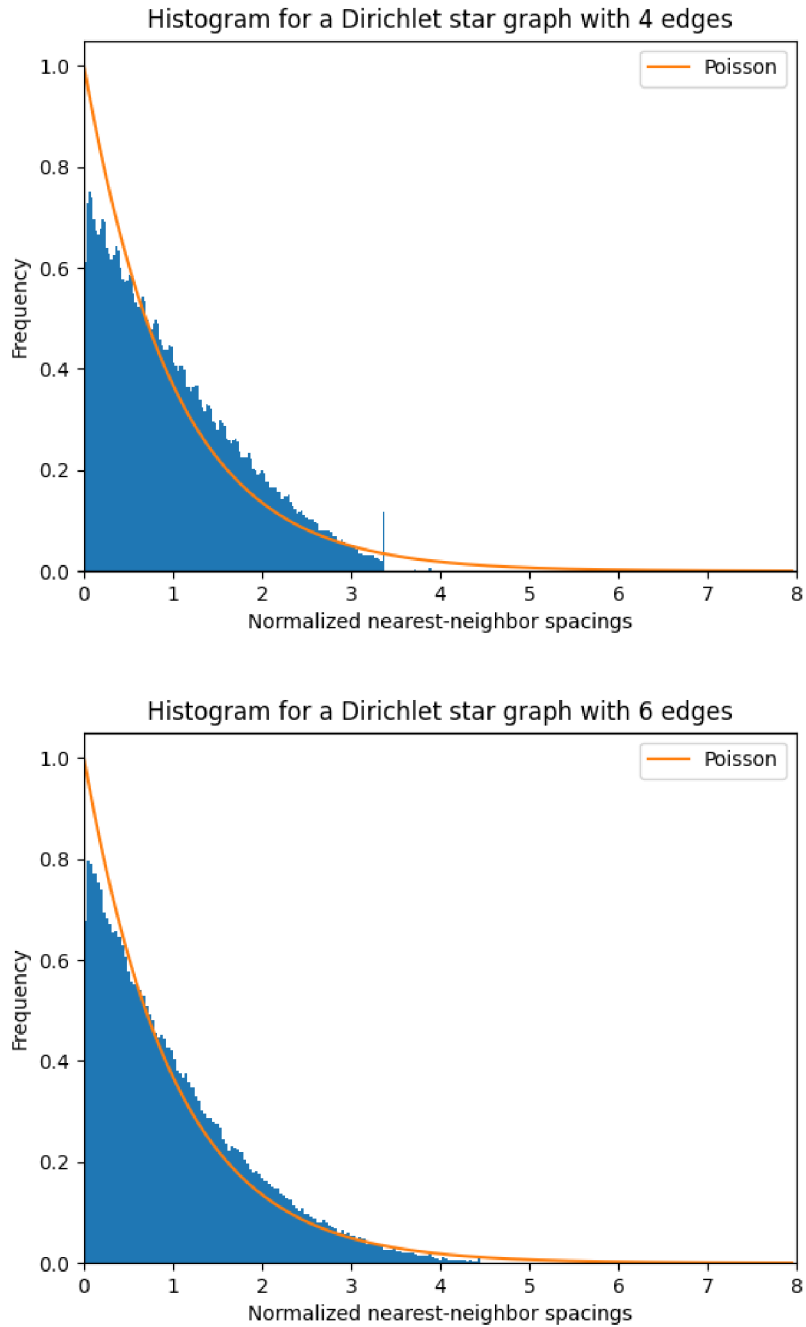 Histogram for a Dirichlet star graph with 4 edges
Poisson
1.0
0.8
0.6
0.4
0.2
0.0
Frequency
0 1 2 3 4 5 6 7 8
Normalized nearest-neighbor spacings
Histogram for a Dirichlet star graph with 6 edges
Poisson
1.0
0.8
0.6
0.4
0.2
0.0
Frequency
0 1 2 3 4 5 6 7 8
Normalized nearest-neighbor spacings